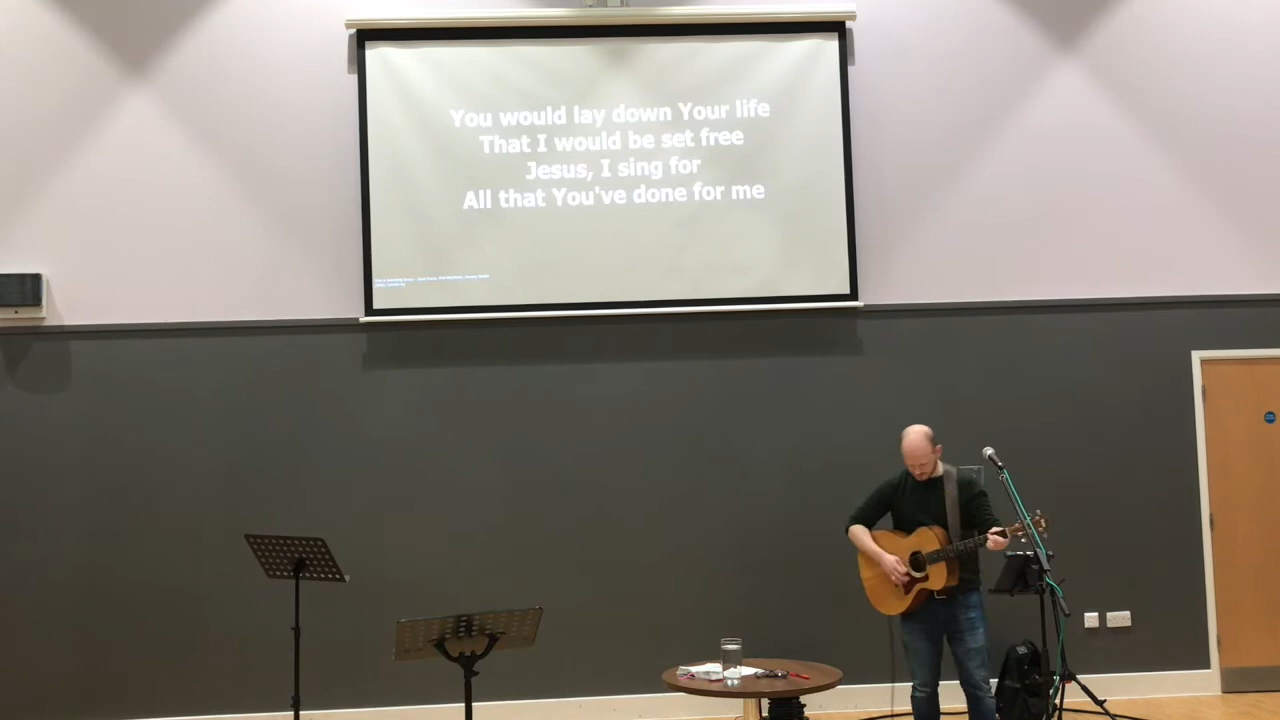 You would lay down Your life
That I would be set free
Jesus, I sing for
All that You've done for me